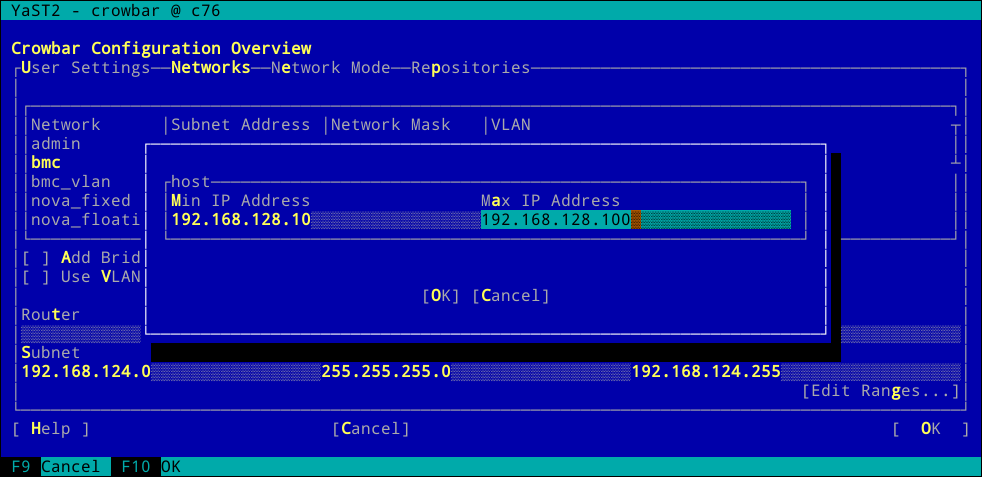 YaST2 - crowbar @ c76
Crowbar Configuration Overview
User Settings Networks Network Mode Repositories
Network Subnet Address Network Mask VLAN
admin
bmc
bmc_vlan host
nova_fixed Min IP Address Max IP Address
nova_floati 192.168.128.10 192.168.128.100
[ ] Add Brid
[ ] Use VLAN
[OK] [Cancel]
Router
Subnet
192.168.124.0 255.255.255.0 192.168.124.255
[Edit Ranges...]
[ Help ] [Cancel] [ OK ]
F9 Cancel F10 OK